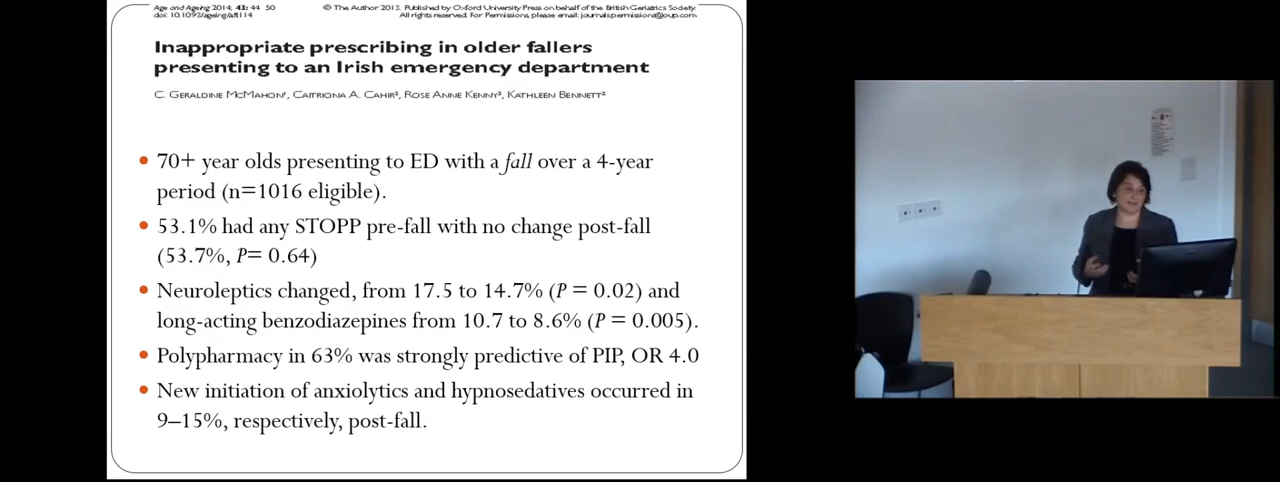 Age and Ageing 2014; 43: 44–50
doi: 10.1093/ageing/aft114
© The Author 2013. Published by Oxford University Press on behalf of the British Geriatrics Society.
All rights reserved. For Permissions, please email: journals.permissions@oup.com
Inappropriate prescribing in older fallers
presenting to an Irish emergency department
C. Geraldine McMahon¹, Caitriona A. Cahir², Rose Anne Kenny³, Kathleen Bennett²
• 70+ year olds presenting to ED with a fall over a 4-year
period (n=1016 eligible).
• 53.1% had any STOPP pre-fall with no change post-fall
(53.7%, P= 0.64)
• Neuroleptics changed, from 17.5 to 14.7% (P = 0.02) and
long-acting benzodiazepines from 10.7 to 8.6% (P = 0.005).
• Polypharmacy in 63% was strongly predictive of PIP, OR 4.0
• New initiation of anxiolytics and hypnosedatives occurred in
9–15%, respectively, post-fall.